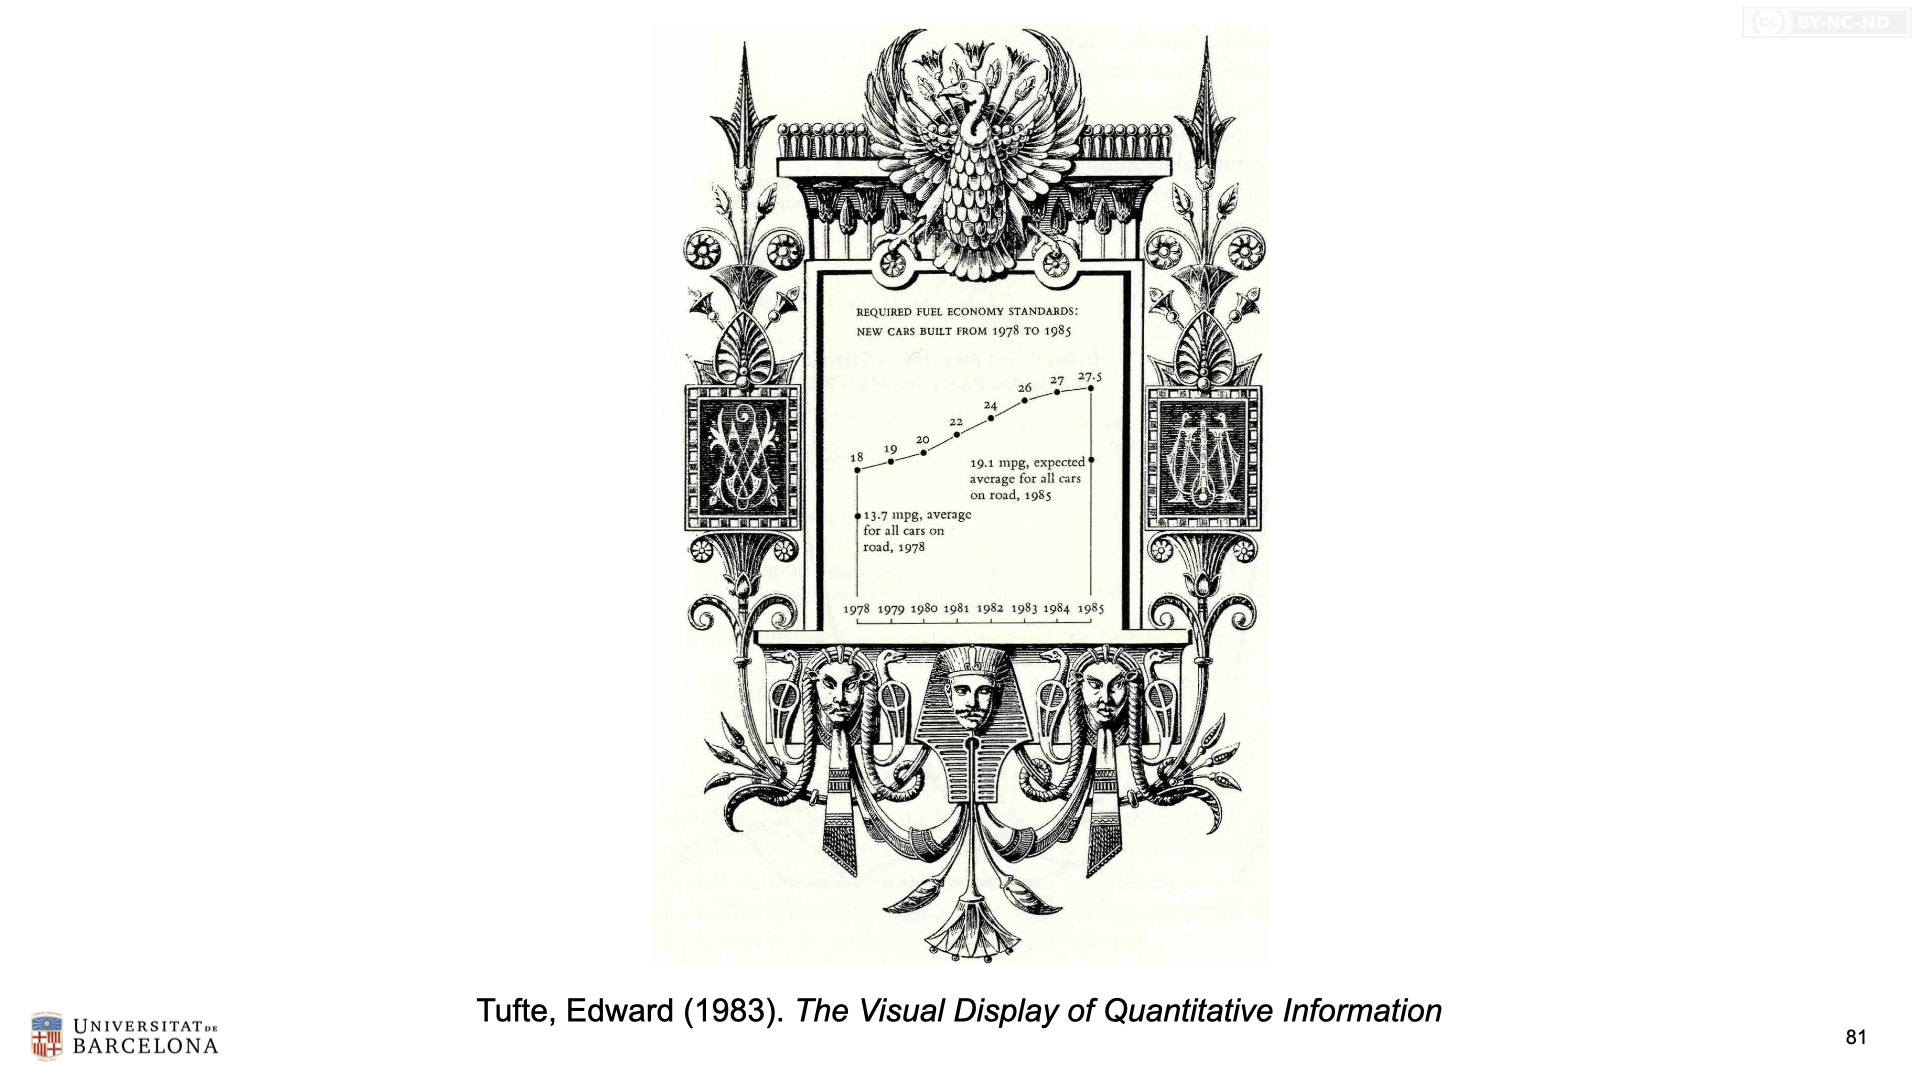 BY-NC-ND
REQUIRED FUEL ECONOMY STANDARDS:
NEW CARS BUILT FROM 1978 TO 1985
18
19
20
22
24
26
27
27.5
19.1 mpg, expected
average for all cars
on road, 1985
13.7 mpg, average
for all cars on
road, 1978
1978 1979 1980 1981 1982 1983 1984 1985
Tufte, Edward (1983). The Visual Display of Quantitative Information
UNIVERSITAT DE
BARCELONA
81